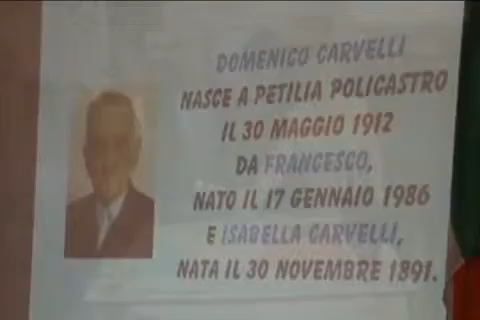 DOMENICO CARVELLI
NASCE A PETILIA POLICASTRO
IL 30 MAGGIO 1912
DA FRANCESCO,
NATO IL 17 GENNAIO 1986
E ISABELLA CARVELLI,
NATA IL 30 NOVEMBRE 1891.